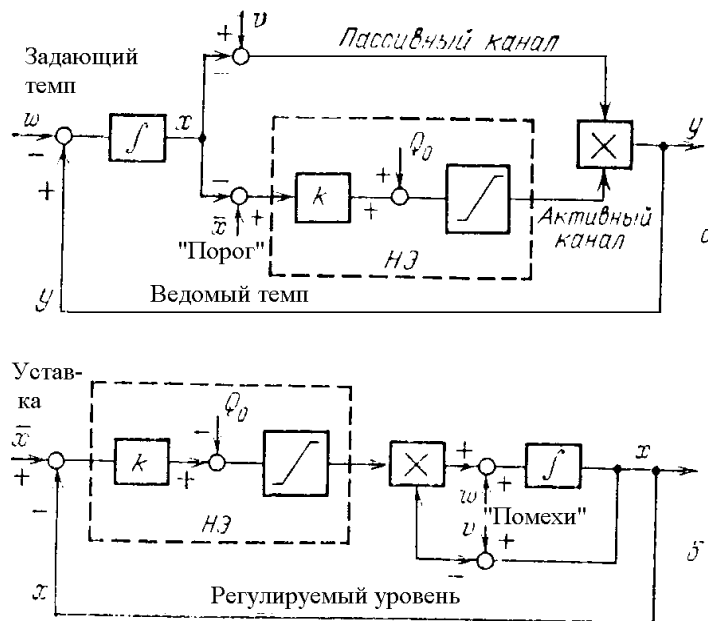 + v
Пассивный канал
Задающий
темп
−
w
∫
x
y
−
Q₀
×
+
−
+
k
x̄
+
+
Активный
канал
"Порог"
НЭ
а
y
Ведомый темп
Устав-
ка
x̄
− Q₀
+
k
+
×
+
∫
x
+
−
w
"Помехи"
НЭ
v
+
б
−
x
Регулируемый уровень